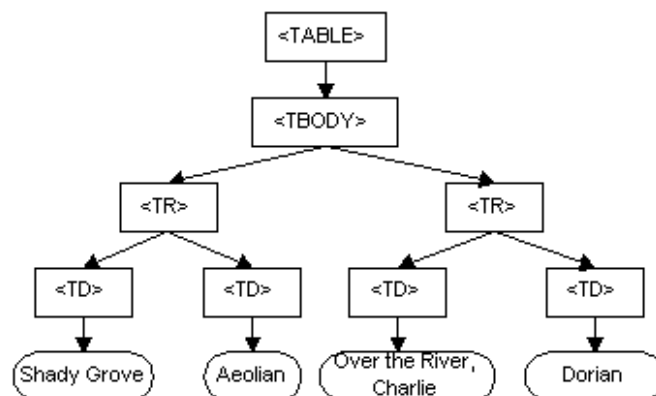 <TABLE>
<TBODY>
<TR>
<TR>
<TD>
<TD>
<TD>
<TD>
Shady Grove
Aeolian
Over the River,
Charlie
Dorian